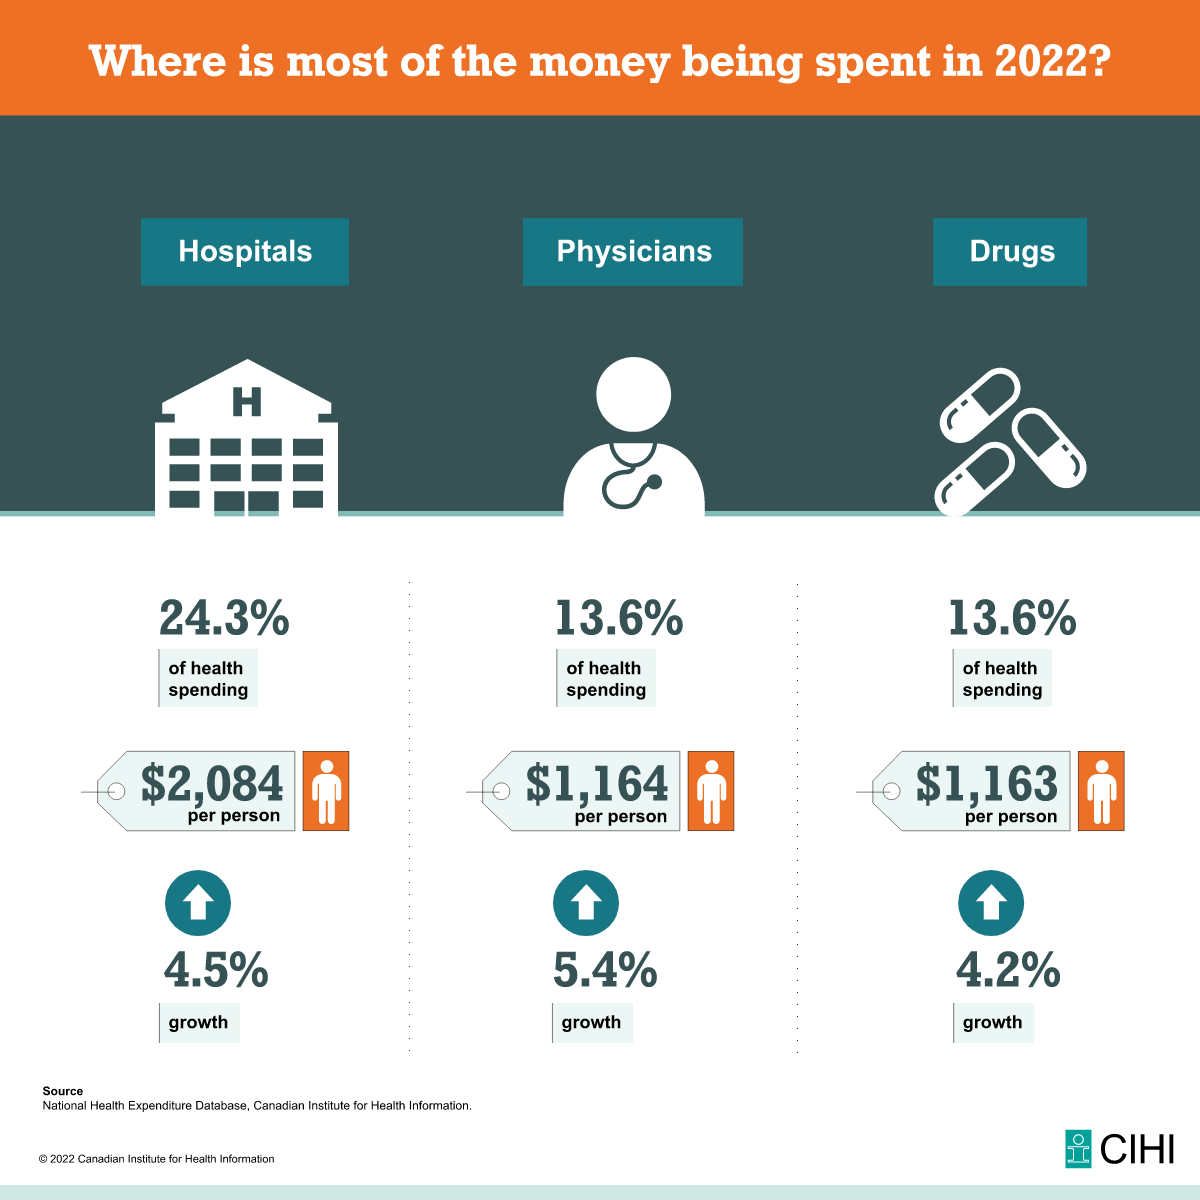 Where is most of the money being spent in 2022?
Hospitals
Physicians
Drugs
H
24.3%
of health
spending
$2,084
per person
4.5%
growth
13.6%
of health
spending
$1,164
per person
5.4%
growth
13.6%
of health
spending
$1,163
per person
4.2%
growth
Source
National Health Expenditure Database, Canadian Institute for Health Information.
© 2022 Canadian Institute for Health Information
CIHI